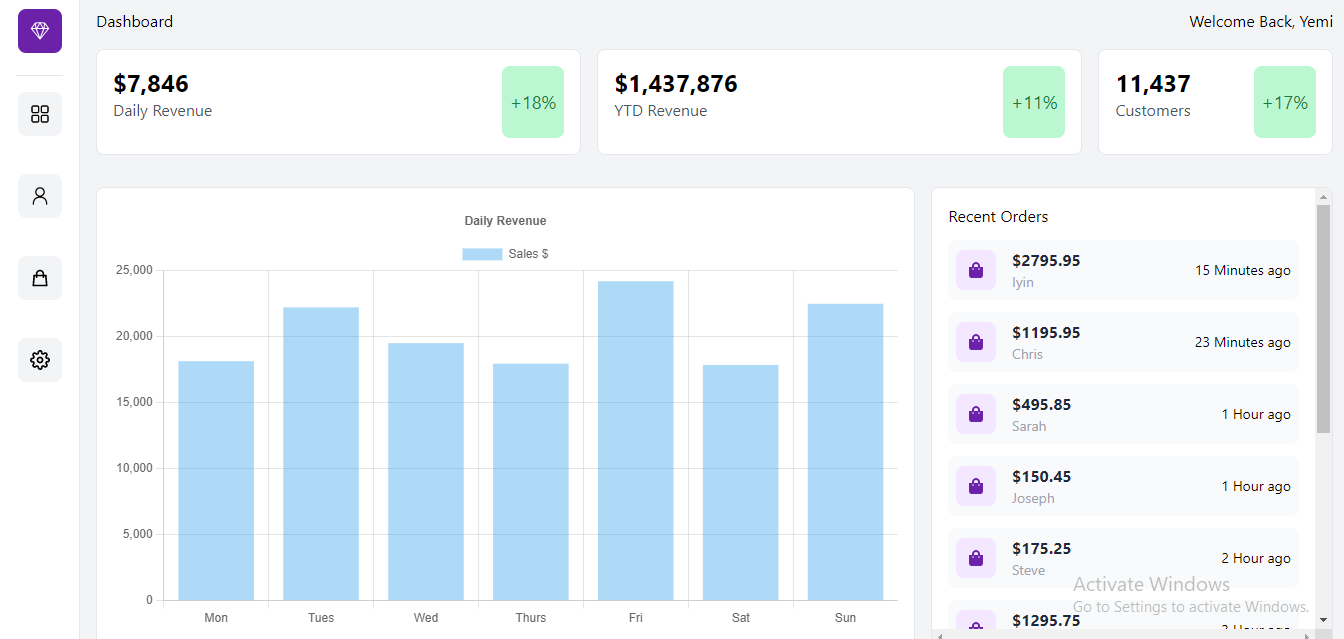 Dashboard
Welcome Back, Yemi
$7,846
Daily Revenue
+18%
$1,437,876
YTD Revenue
+11%
11,437
Customers
+17%
Daily Revenue
Sales $
25,000
20,000
15,000
10,000
5,000
0
Mon Tues Wed Thurs Fri Sat Sun
Recent Orders
$2795.95
Iyin
15 Minutes ago
$1195.95
Chris
23 Minutes ago
$495.85
Sarah
1 Hour ago
$150.45
Joseph
1 Hour ago
$175.25
Steve
2 Hour ago
$1295.75
Activate Windows
Go to Settings to activate Windows.